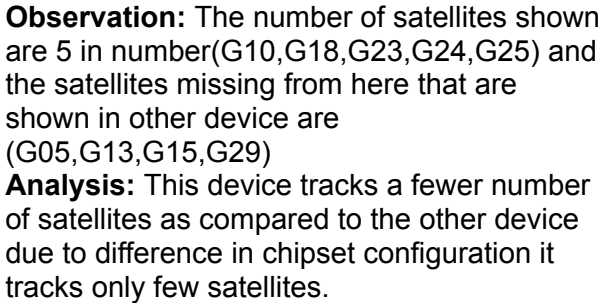 Observation: The number of satellites shown
are 5 in number(G10,G18,G23,G24,G25) and
the satellites missing from here that are
shown in other device are
(G05,G13,G15,G29)
Analysis: This device tracks a fewer number
of satellites as compared to the other device
due to difference in chipset configuration it
tracks only few satellites.